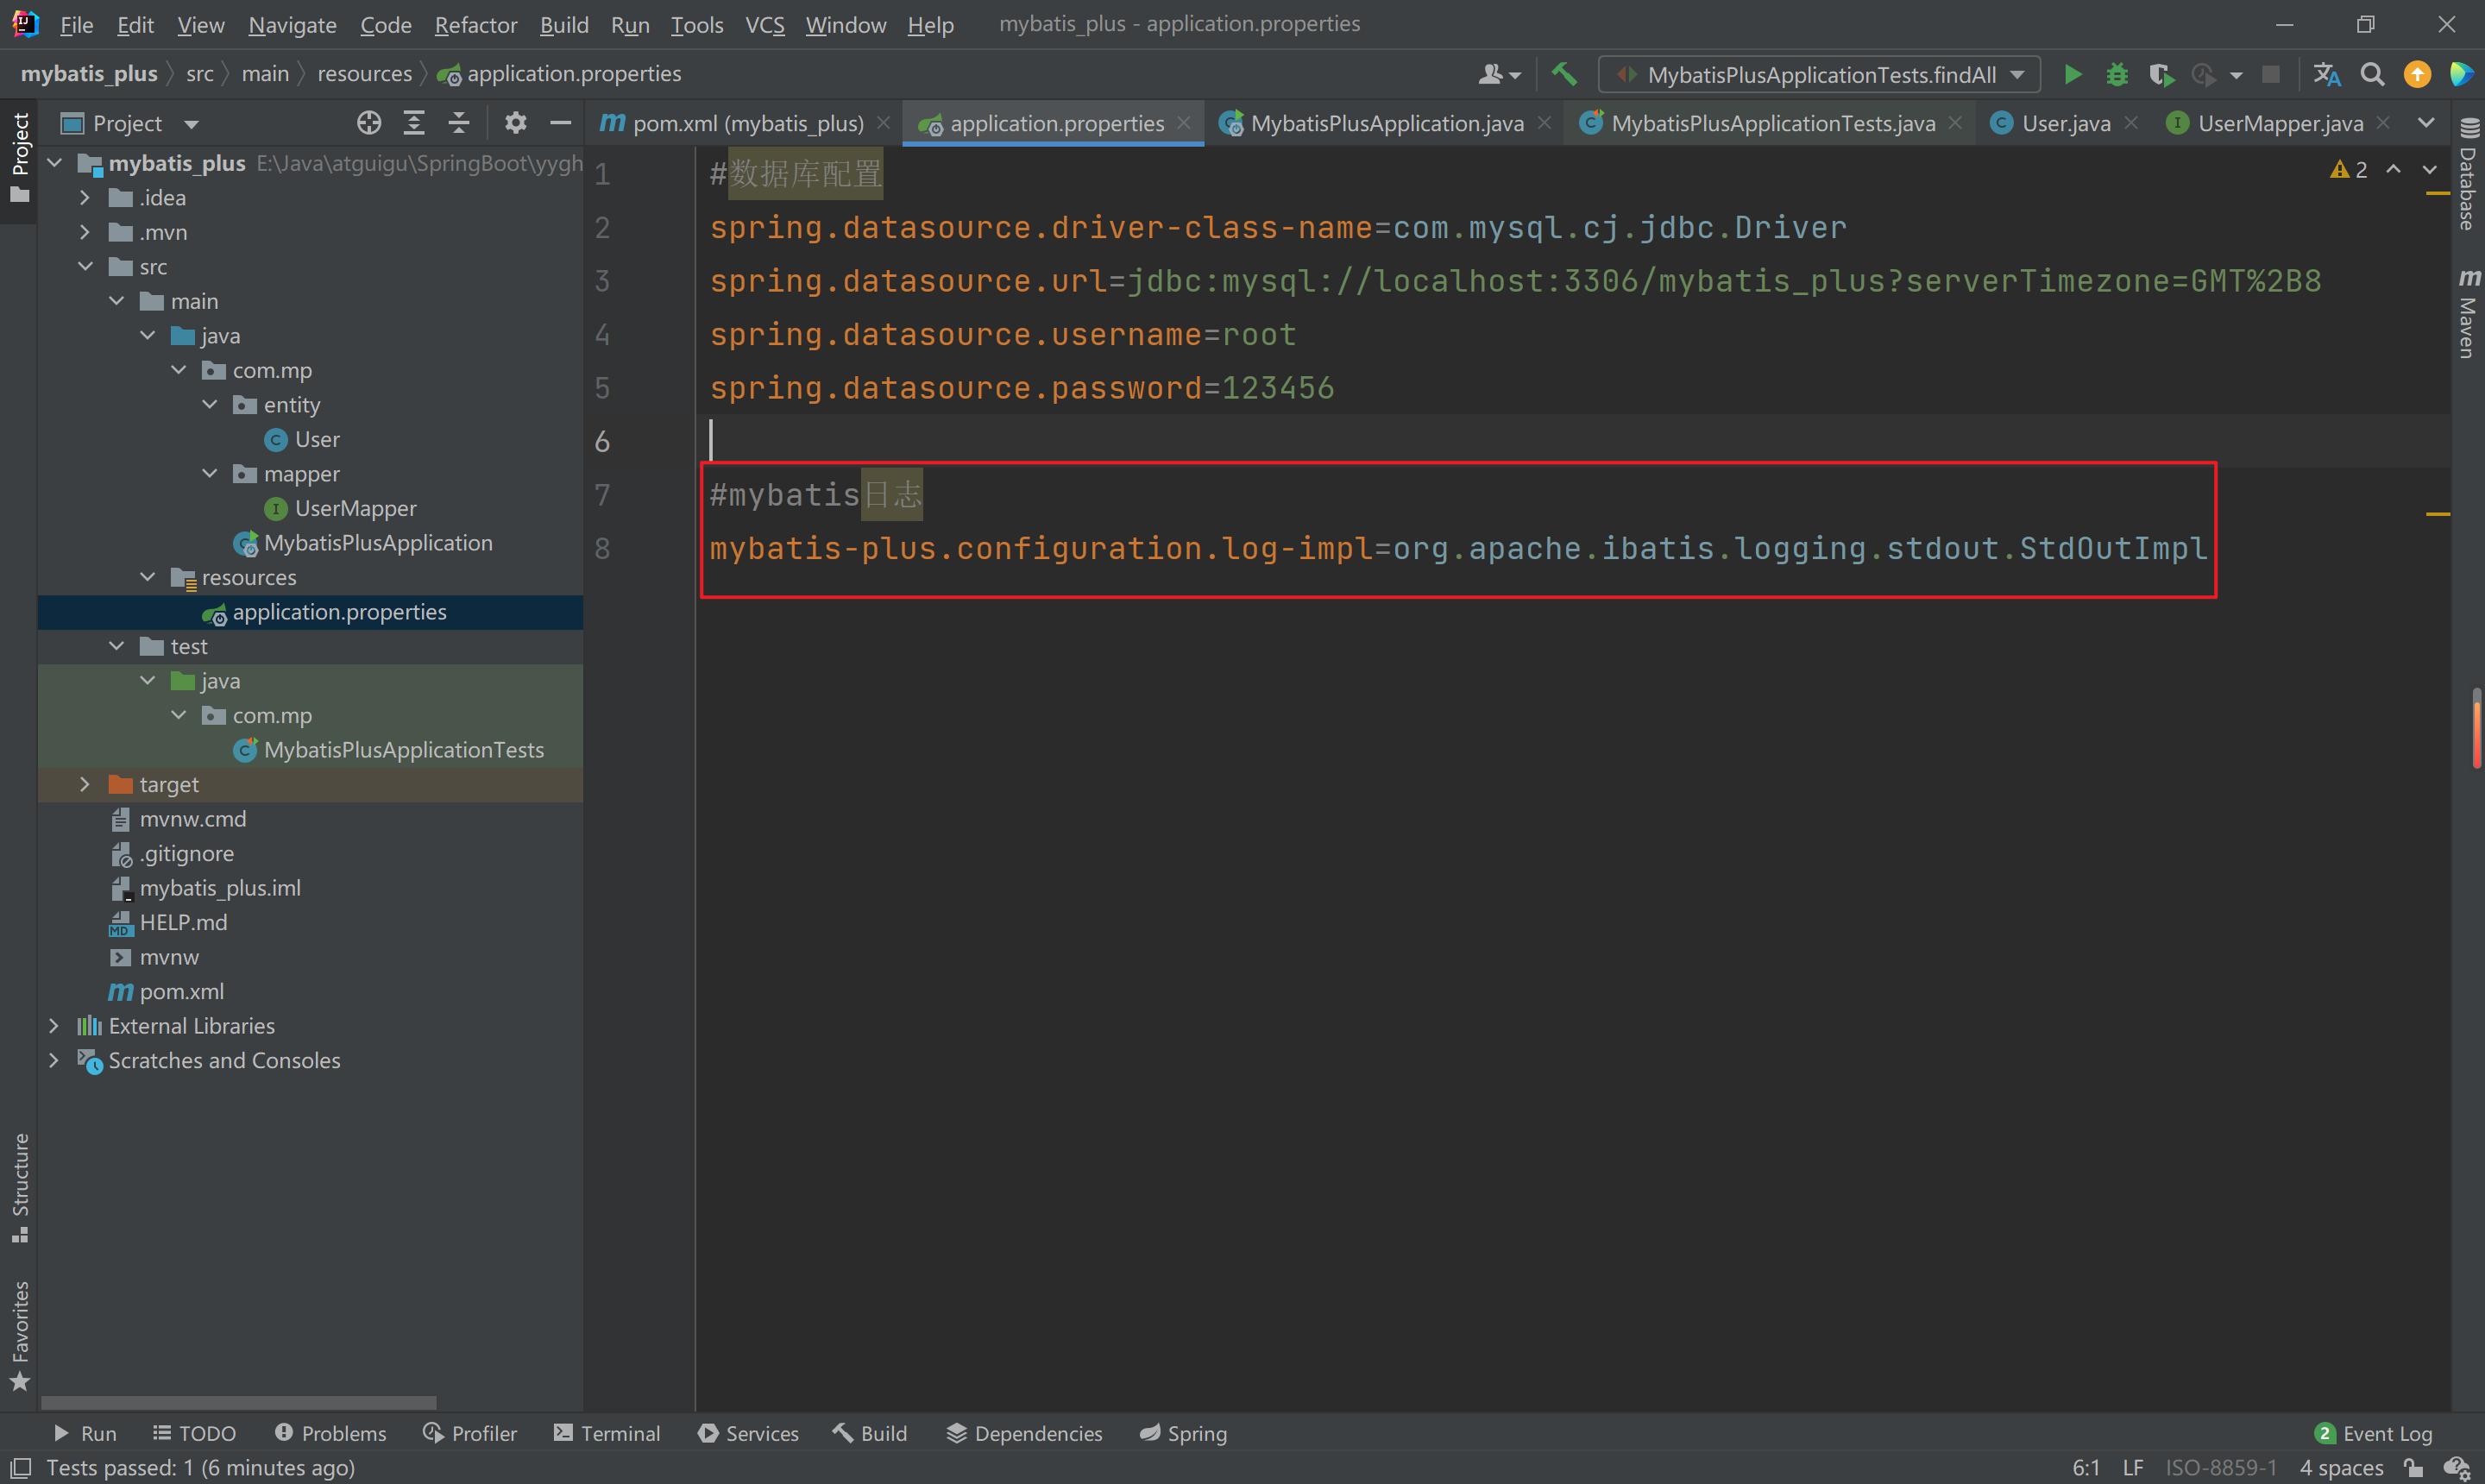 File Edit View Navigate Code Refactor Build Run Tools VCS Window Help mybatis_plus - application.properties
mybatis_plus src main resources application.properties MybatisPlusApplicationTests.findAll
Project
Project
pom.xml (mybatis_plus) application.properties MybatisPlusApplication.java MybatisPlusApplicationTests.java User.java UserMapper.java
mybatis_plus E:\Java\atguigu\SpringBoot\yygh
.idea
.mvn
src
main
java
com.mp
entity
User
mapper
UserMapper
MybatisPlusApplication
resources
application.properties
test
java
com.mp
MybatisPlusApplicationTests
target
mvnw.cmd
.gitignore
mybatis_plus.iml
HELP.md
mvnw
pom.xml
External Libraries
Scratches and Consoles
1 #数据库配置
2 spring.datasource.driver-class-name=com.mysql.cj.jdbc.Driver
3 spring.datasource.url=jdbc:mysql://localhost:3306/mybatis_plus?serverTimezone=GMT%2B8
4 spring.datasource.username=root
5 spring.datasource.password=123456
6
7 #mybatis日志
8 mybatis-plus.configuration.log-impl=org.apache.ibatis.logging.stdout.StdOutImpl
2
Database
Maven
Structure
Favorites
Run TODO Problems Profiler Terminal Services Build Dependencies Spring 2 Event Log
Tests passed: 1 (6 minutes ago) 6:1 LF ISO-8859-1 4 spaces